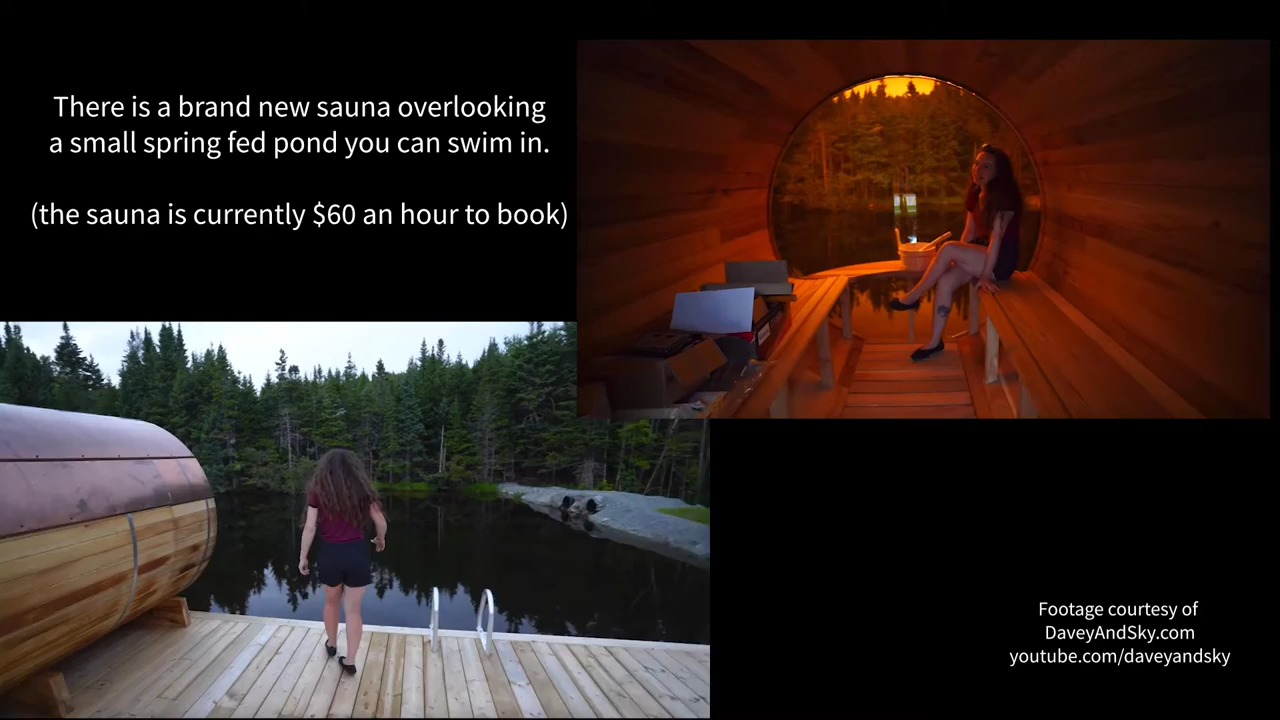 There is a brand new sauna overlooking
a small spring fed pond you can swim in.
(the sauna is currently $60 an hour to book)
Footage courtesy of
DaveyAndSky.com
youtube.com/daveyandsky